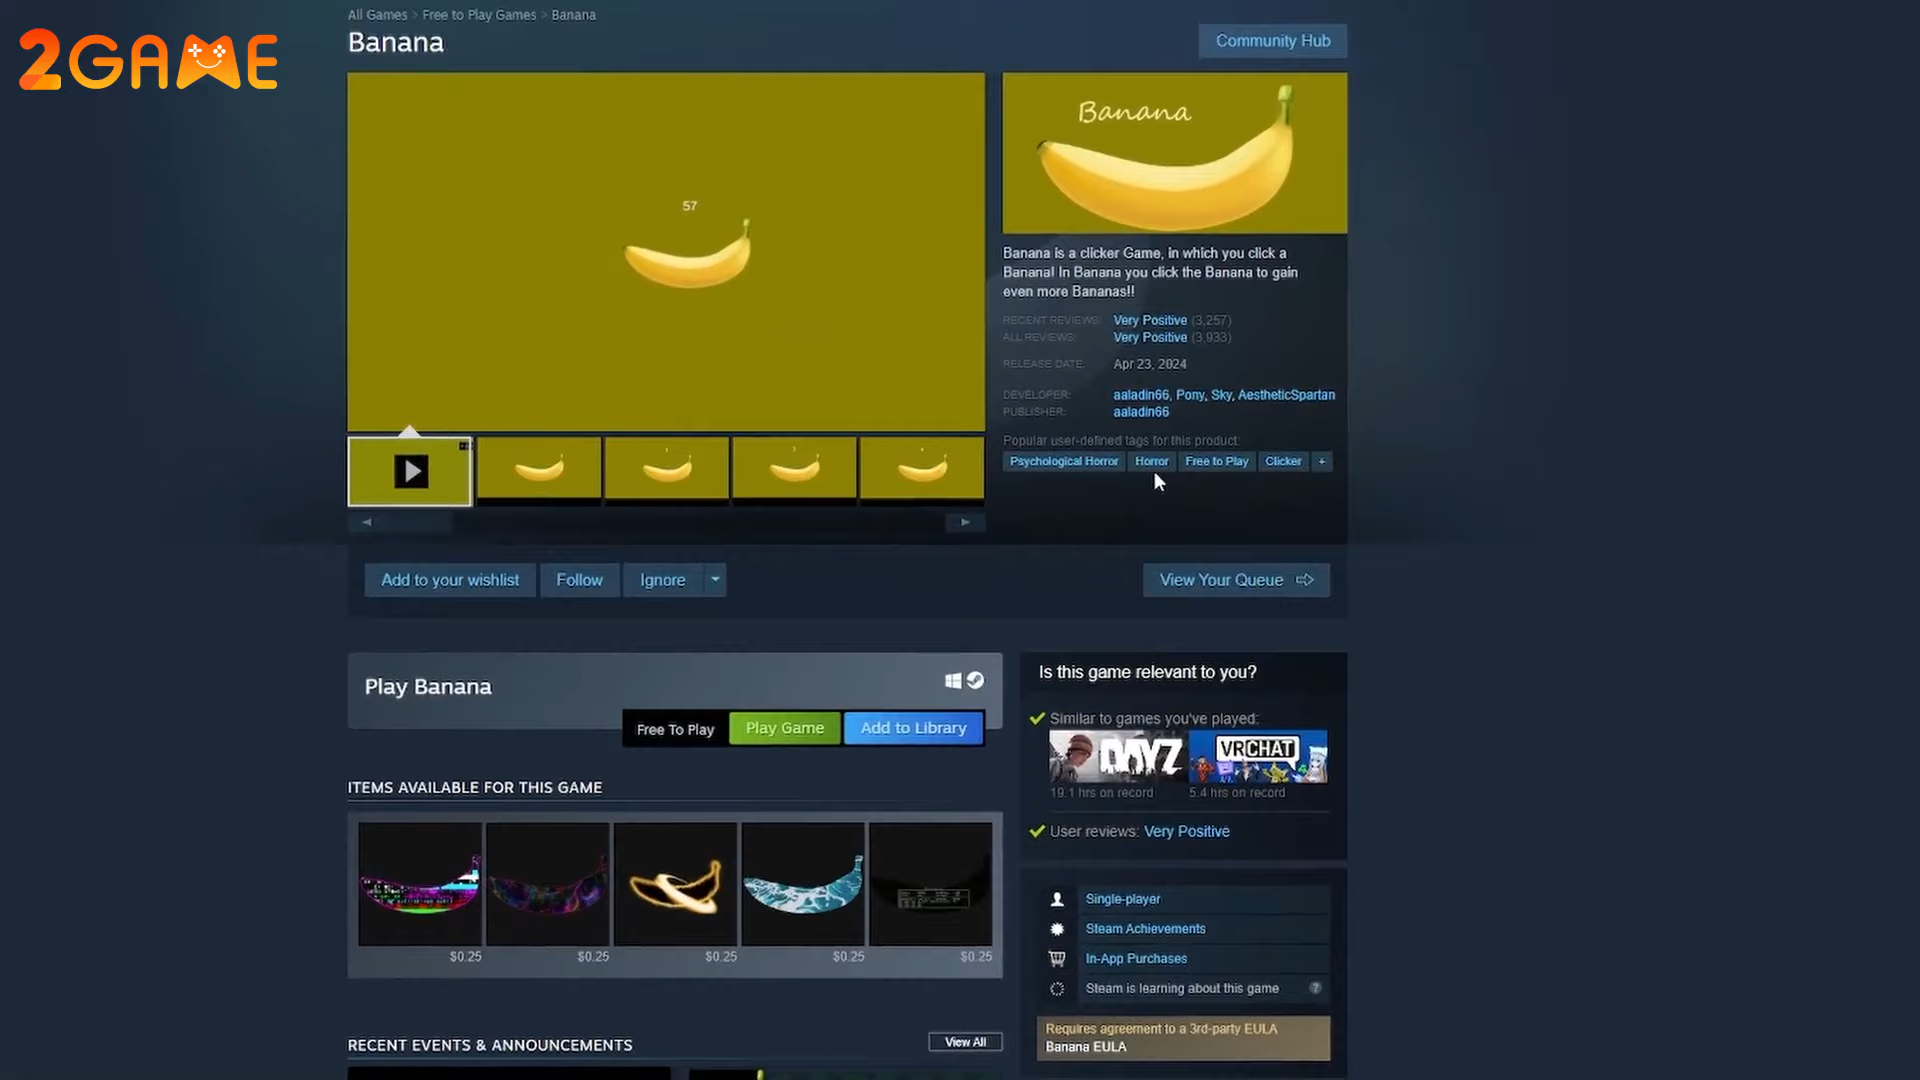 2GAME
All Games > Free to Play Games > Banana
Banana
Community Hub
57
Banana
Banana is a clicker Game, in which you click a
Banana! In Banana you click the Banana to gain
even more Bananas!!
RECENT REVIEWS: Very Positive (3,257)
ALL REVIEWS: Very Positive (3,933)
RELEASE DATE: Apr 23, 2024
DEVELOPER: aaladin66, Pony, Sky, AestheticSpartan
PUBLISHER: aaladin66
Popular user-defined tags for this product:
Psychological Horror Horror Free to Play Clicker +
Add to your wishlist Follow Ignore View Your Queue
Play Banana
Free To Play Play Game Add to Library
Is this game relevant to you?
Similar to games you've played:
DAYZ VRCHAT
19.1 hrs on record 5.4 hrs on record
User reviews: Very Positive
ITEMS AVAILABLE FOR THIS GAME
$0.25 $0.25 $0.25 $0.25 $0.25
Single-player
Steam Achievements
In-App Purchases
Steam is learning about this game ?
Requires agreement to a 3rd-party EULA
Banana EULA
RECENT EVENTS & ANNOUNCEMENTS View All